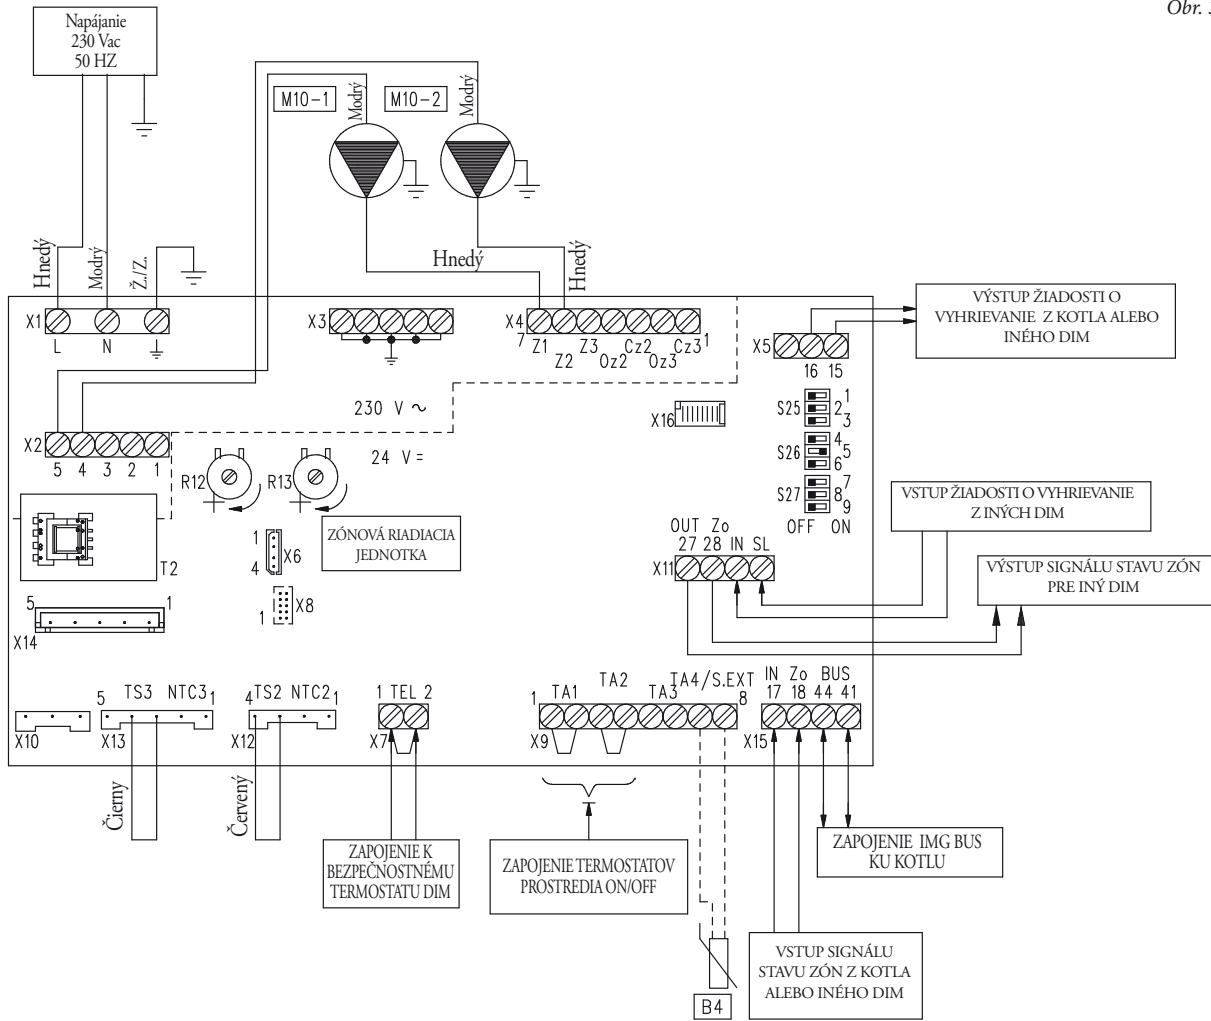 Obr.
Napájanie
230 Vac
50 HZ
M10-1
Modrý
M10-2
Modrý
Hnedý
Modrý
Ž./Z.
Hnedý
Hnedý
X1
L N
X3
X4
7 Z1 Z3 Cz2 Cz3 1
Z2 Oz2 Oz3
X5
16 15
VÝSTUP ŽIADOSTI O
VYHRIEVANIE Z KOTLA ALEBO
INÉHO DIM
230 V ~
24 V =
X16
S25
1
2
3
S26
4
5
6
S27
7
8
9
OFF ON
X2
5 4 3 2 1
R12
R13
T2
1
4
X6
1
X8
ZÓNOVÁ RIADIACA
JEDNOTKA
VSTUP ŽIADOSTI O VYHRIEVANIE
Z INÝCH DIM
OUT Zo
27 28 IN SL
X11
VÝSTUP SIGNÁLU STAVU ZÓN
PRE INÝ DIM
5 1
X14
X10
5 TS3 NTC3 1
X13
4 TS2 NTC2 1
X12
1 TEL 2
X7
1 TA1 TA2 TA3 TA4/S.EXT 8
X9
IN Zo BUS
17 18 44 41
X15
Čierny
Červený
ZAPOJENIE K
BEZPEČNOSTNÉMU
TERMOSTATU DIM
ZAPOJENIE TERMOSTATOV
PROSTREDIA ON/OFF
ZAPOJENIE IMG BUS
KU KOTLU
B4
VSTUP SIGNÁLU
STAVU ZÓN Z KOTLA
ALEBO INÉHO DIM